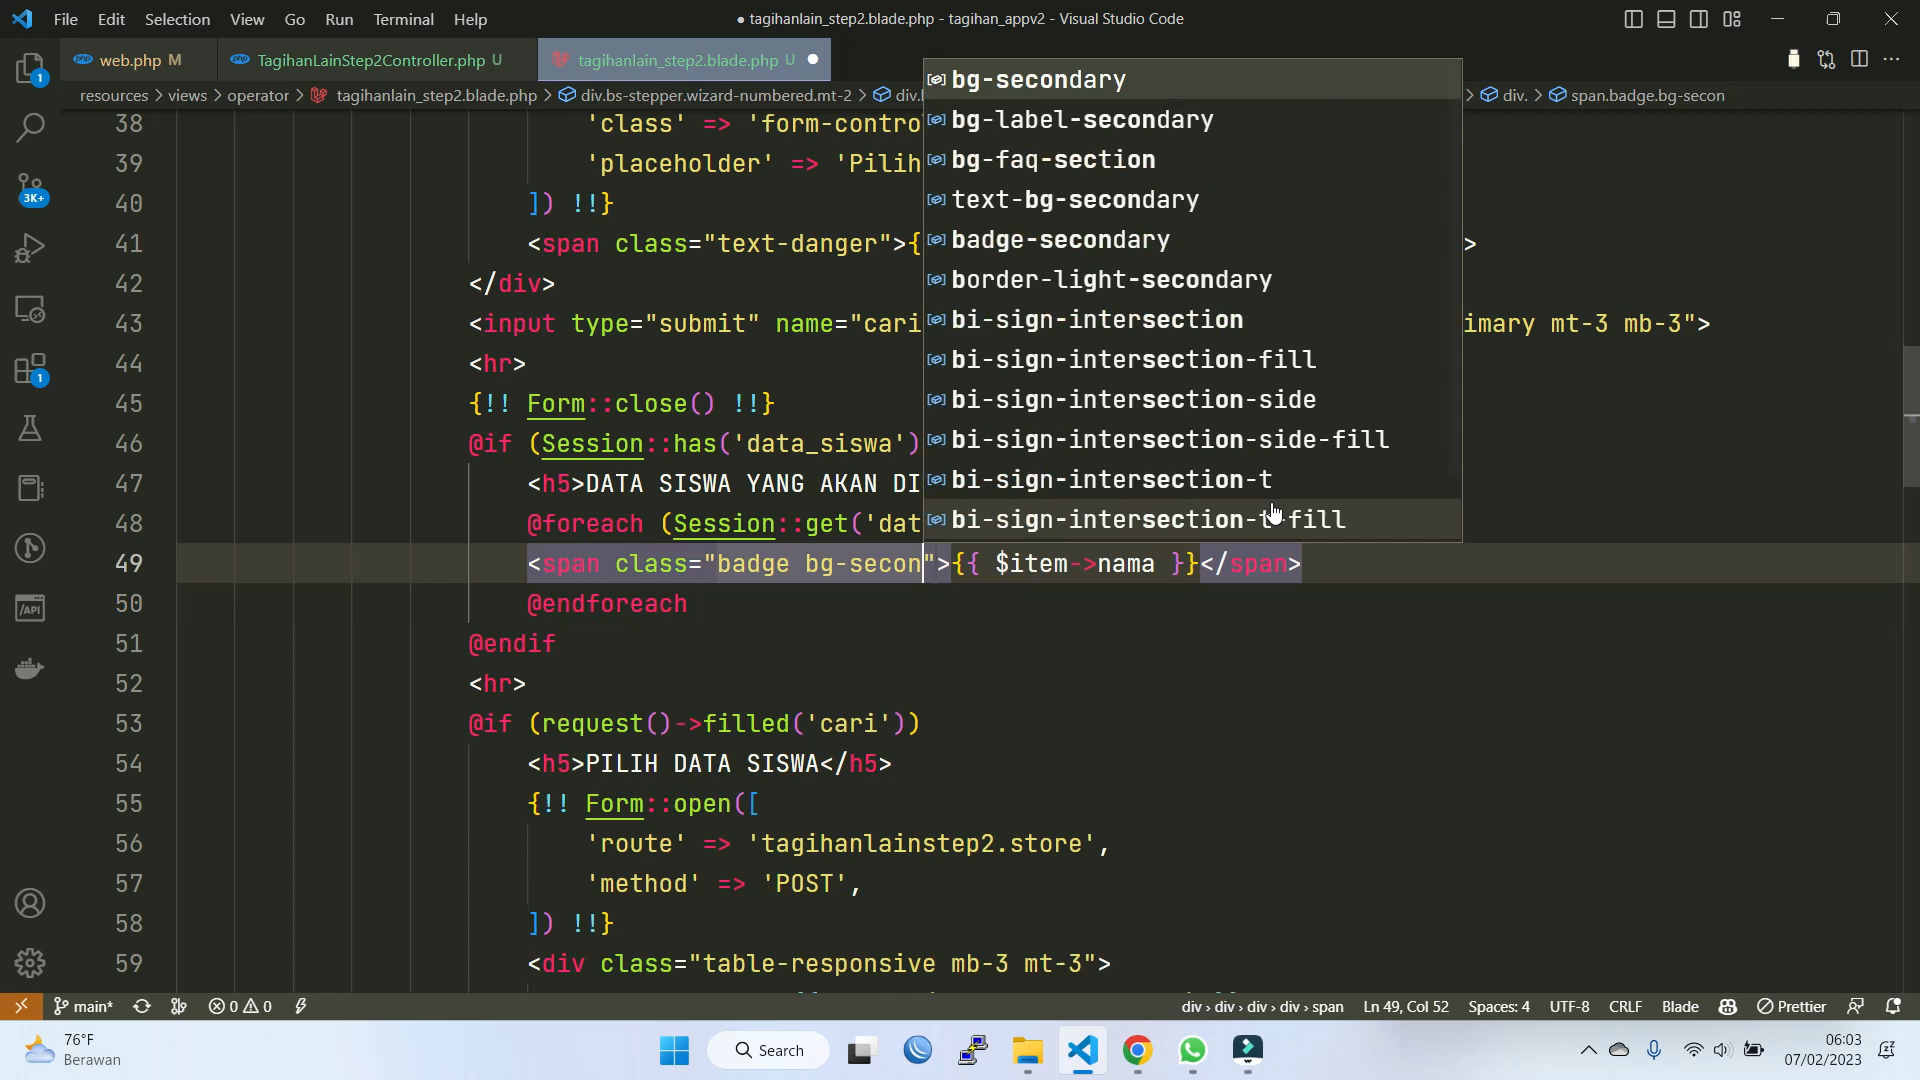 File Edit Selection View Go Run Terminal Help
● tagihanlain_step2.blade.php - tagihan_appv2 - Visual Studio Code
web.php M
TagihanLainStep2Controller.php U
tagihanlain_step2.blade.php U
resources > views > operator > tagihanlain_step2.blade.php > div.bs-stepper.wizard-numbered.mt-2 >
> div. > span.badge.bg-secon
38 'class' => 'form-contro
39 'placeholder' => 'Pilih
40 ]) !!}
41 <span class="text-danger">{ >
42 </div>
43 <input type="submit" name="cari imary mt-3 mb-3">
44 <hr>
45 {!! Form::close() !!}
46 @if (Session::has('data_siswa')
47 <h5>DATA SISWA YANG AKAN DI
48 @foreach (Session::get('dat
49 <span class="badge bg-secon">{{ $item->nama }}</span>
50 @endforeach
51 @endif
52 <hr>
53 @if (request()->filled('cari'))
54 <h5>PILIH DATA SISWA</h5>
55 {!! Form::open([
56 'route' => 'tagihanlainstep2.store',
57 'method' => 'POST',
58 ]) !!}
59 <div class="table-responsive mb-3 mt-3">
bg-secondary
bg-label-secondary
bg-faq-section
text-bg-secondary
badge-secondary
border-light-secondary
bi-sign-intersection
bi-sign-intersection-fill
bi-sign-intersection-side
bi-sign-intersection-side-fill
bi-sign-intersection-t
bi-sign-intersection-t-fill
1
3K+
1
API
main* 0 0
div › div › div › div › span Ln 49, Col 52 Spaces: 4 UTF-8 CRLF Blade Prettier
76°F
Berawan
Search
06:03
07/02/2023